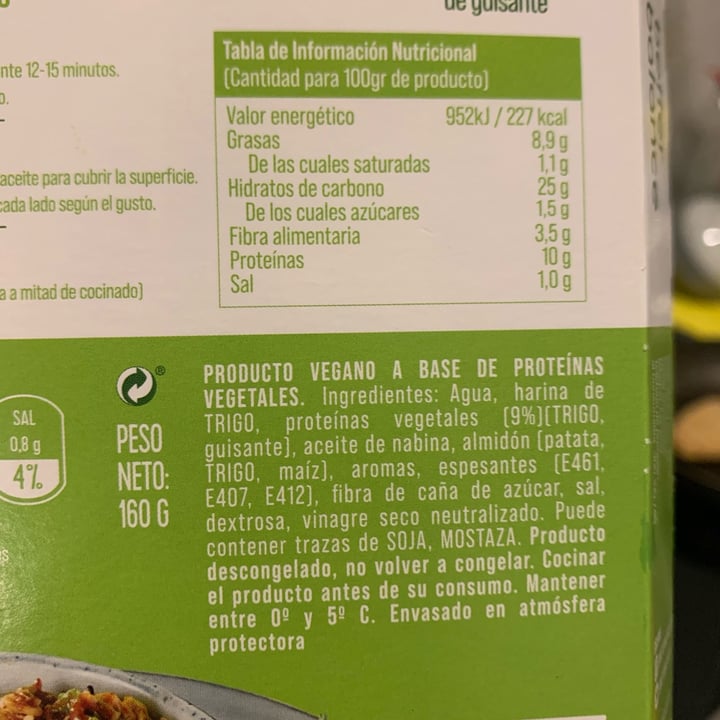 de guisante
nte 12-15 minutos.
o.
aceite para cubrir la superficie.
cada lado según el gusto.
a a mitad de cocinado)
Tabla de Información Nutricional
(Cantidad para 100gr de producto)
Valor energético 952kJ / 227 kcal
Grasas 8,9 g
De las cuales saturadas 1,1 g
Hidratos de carbono 25 g
De los cuales azúcares 1,5 g
Fibra alimentaria 3,5 g
Proteínas 10 g
Sal 1,0 g
SAL
0,8 g
4%
®
PESO
NETO:
160 G
PRODUCTO VEGANO A BASE DE PROTEÍNAS
VEGETALES. Ingredientes: Agua, harina de
TRIGO, proteínas vegetales (9%)(TRIGO,
guisante), aceite de nabina, almidón (patata,
TRIGO, maíz), aromas, espesantes (E461,
E407, E412), fibra de caña de azúcar, sal,
dextrosa, vinagre seco neutralizado. Puede
contener trazas de SOJA, MOSTAZA. Producto
descongelado, no volver a congelar. Cocinar
el producto antes de su consumo. Mantener
entre 0º y 5º C. Envasado en atmósfera
protectora